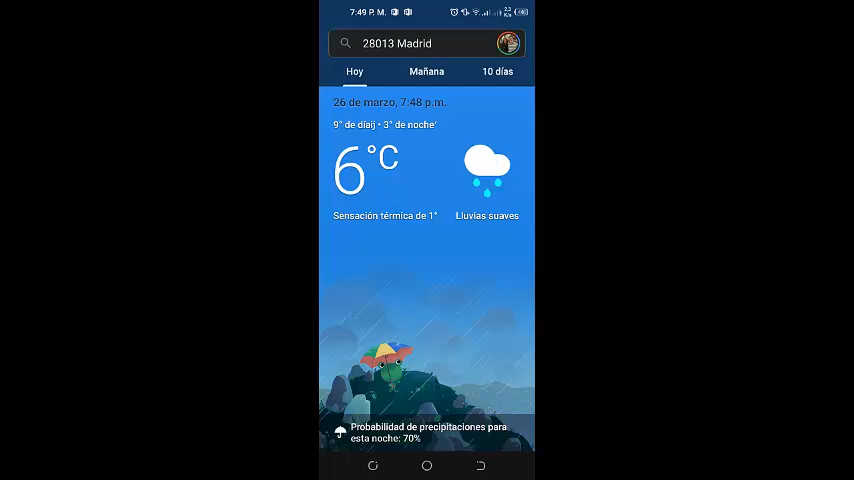 7:49 P. M.
28013 Madrid
Hoy Mañana 10 días
26 de marzo, 7:48 p.m.
9° de día • 3° de noche
6°C
Sensación térmica de 1° Lluvias suaves
Probabilidad de precipitaciones para
esta noche: 70%